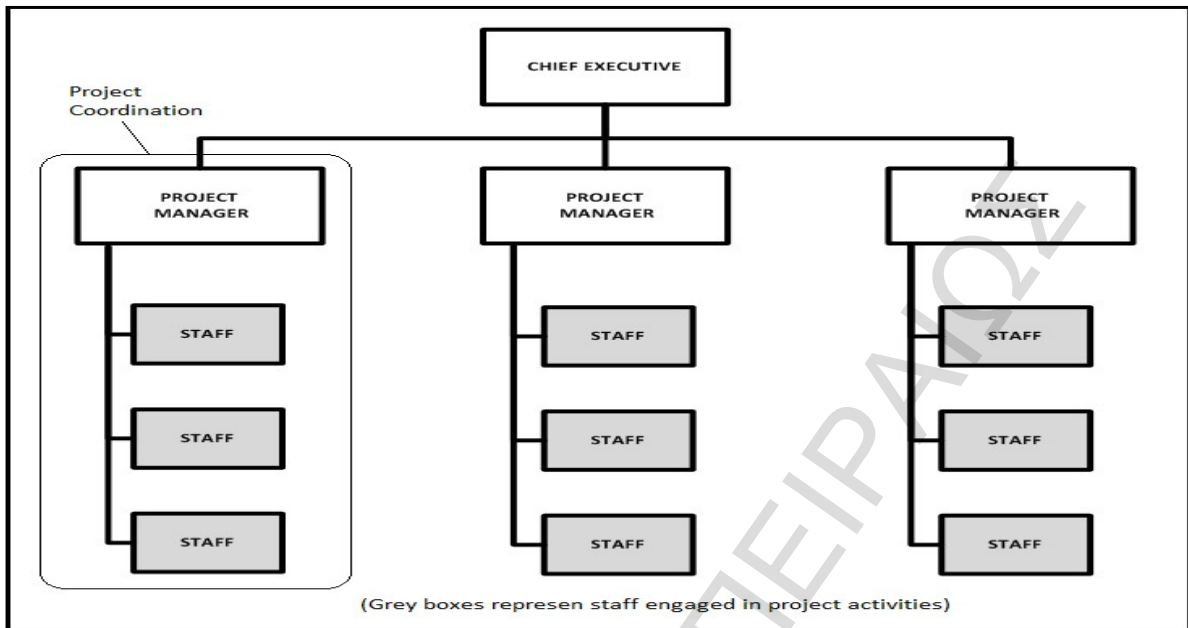 CHIEF EXECUTIVE
Project
Coordination
PROJECT
MANAGER
PROJECT
MANAGER
PROJECT
MANAGER
STAFF
STAFF
STAFF
STAFF
STAFF
STAFF
STAFF
STAFF
STAFF
(Grey boxes represen staff engaged in project activities)
ΠΕΙΡΑΙΩΣ